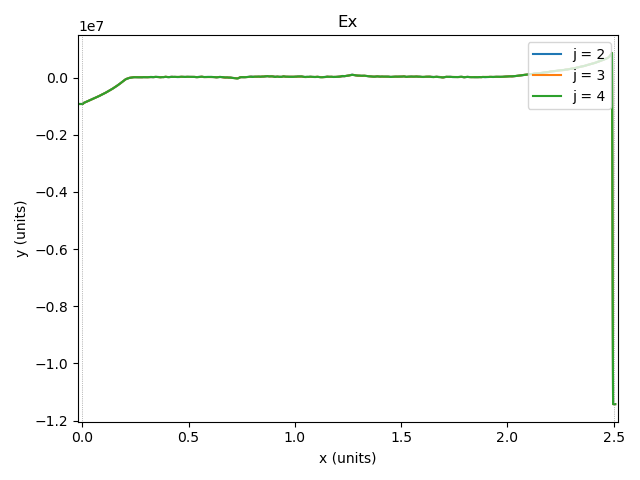 Ex
1e7
j = 2
j = 3
j = 4
0.0
−0.2
−0.4
−0.6
−0.8
−1.0
−1.2
y (units)
0.0 0.5 1.0 1.5 2.0 2.5
x (units)